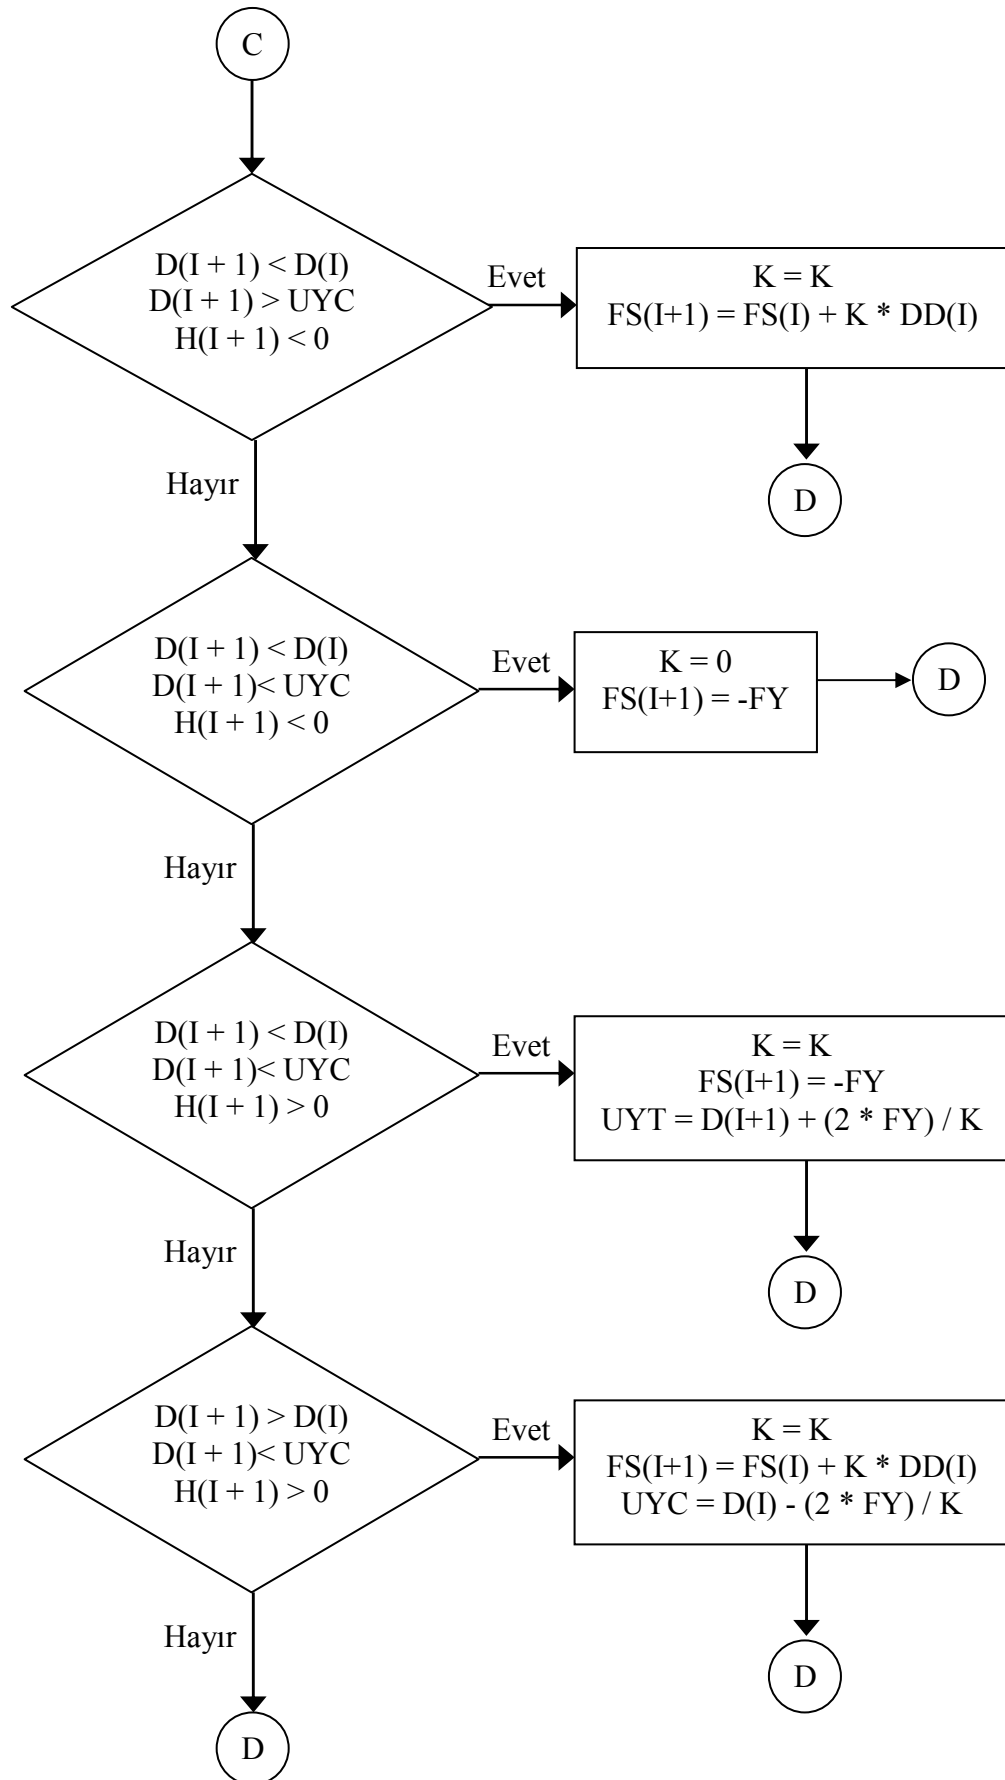 C
D(I + 1) < D(I)
D(I + 1) > UYC
H(I + 1) < 0
Evet
K = K
FS(I+1) = FS(I) + K * DD(I)
D
Hayır
D(I + 1) < D(I)
D(I + 1)< UYC
H(I + 1) < 0
Evet
K = 0
FS(I+1) = -FY
D
Hayır
D(I + 1) < D(I)
D(I + 1)< UYC
H(I + 1) > 0
Evet
K = K
FS(I+1) = -FY
UYT = D(I+1) + (2 * FY) / K
D
Hayır
D(I + 1) > D(I)
D(I + 1)< UYC
H(I + 1) > 0
Evet
K = K
FS(I+1) = FS(I) + K * DD(I)
UYC = D(I) - (2 * FY) / K
D
Hayır
D